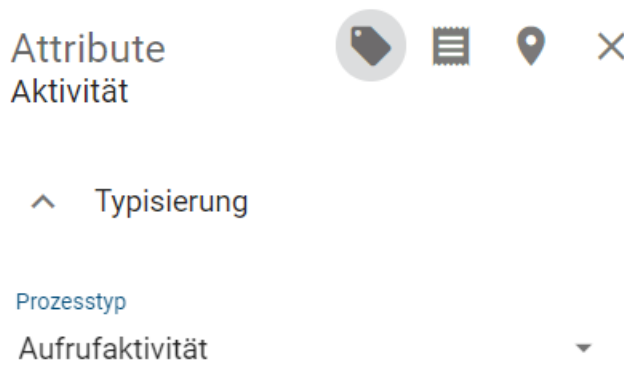 Attribute
Aktivität
Typisierung
Prozesstyp
Aufrufaktivität